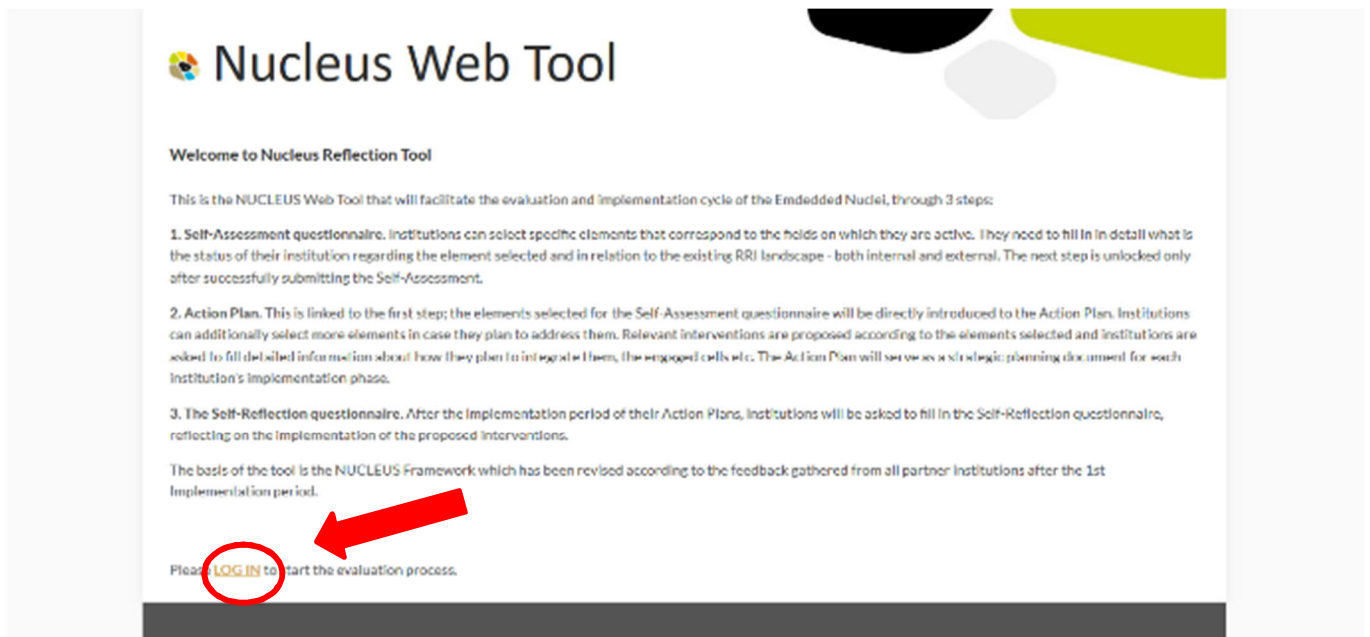 Nucleus Web Tool
Welcome to Nucleus Reflection Tool
This is the NUCLEUS Web Tool that will facilitate the evaluation and implementation cycle of the Emdedded Nuclei, through 3 steps:
1. Self-Assessment questionnaire. Institutions can select specific elements that correspond to the fields on which they are active. They need to fill in in detail what is
the status of their institution regarding the element selected and in relation to the existing RRI landscape - both internal and external. The next step is unlocked only
after successfully submitting the Self-Assessment.
2. Action Plan. This is linked to the first step; the elements selected for the Self-Assessment questionnaire will be directly introduced to the Action Plan. Institutions
can additionally select more elements in case they plan to address them. Relevant interventions are proposed according to the elements selected and institutions are
asked to fill detailed information about how they plan to integrate them, the engaged cells etc. The Action Plan will serve as a strategic planning document for each
institution's implementation phase.
3. The Self-Reflection questionnaire. After the implementation period of their Action Plans, institutions will be asked to fill in the Self-Reflection questionnaire,
reflecting on the implementation of the proposed interventions.
The basis of the tool is the NUCLEUS Framework which has been revised according to the feedback gathered from all partner institutions after the 1st
Implementation period.
Please LOG IN to start the evaluation process.